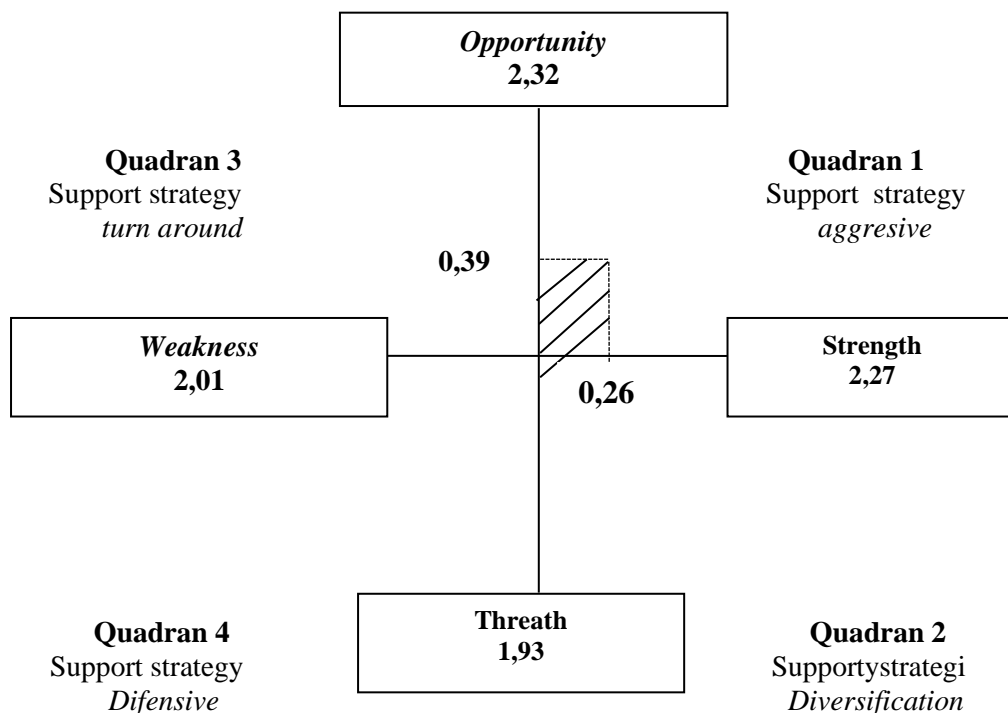 Opportunity
2,32
Quadran 3
Support strategy
turn around
Quadran 1
Support strategy
aggresive
0,39
Weakness
2,01
Strength
2,27
0,26
Threath
1,93
Quadran 4
Support strategy
Difensive
Quadran 2
Supportystrategi
Diversification